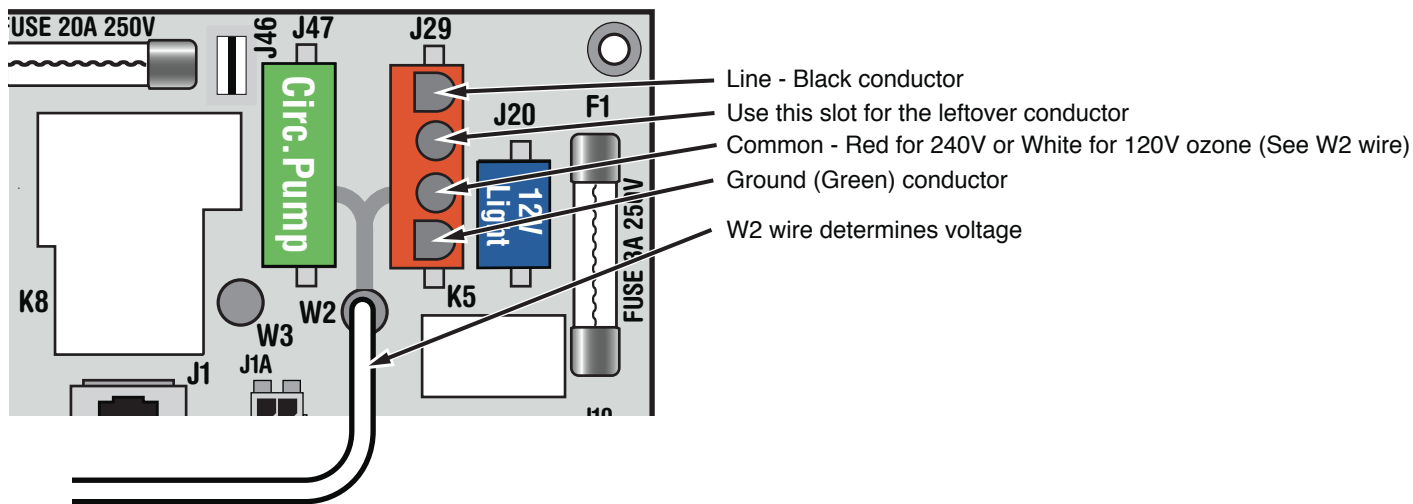 FUSE 20A 250V
J46
J47
J29
Circ.Pump
J20
12V
Light
F1
FUSE 3A 250V
K8
W3
W2
K5
J1
J1A
Line - Black conductor
Use this slot for the leftover conductor
Common - Red for 240V or White for 120V ozone (See W2 wire)
Ground (Green) conductor
W2 wire determines voltage